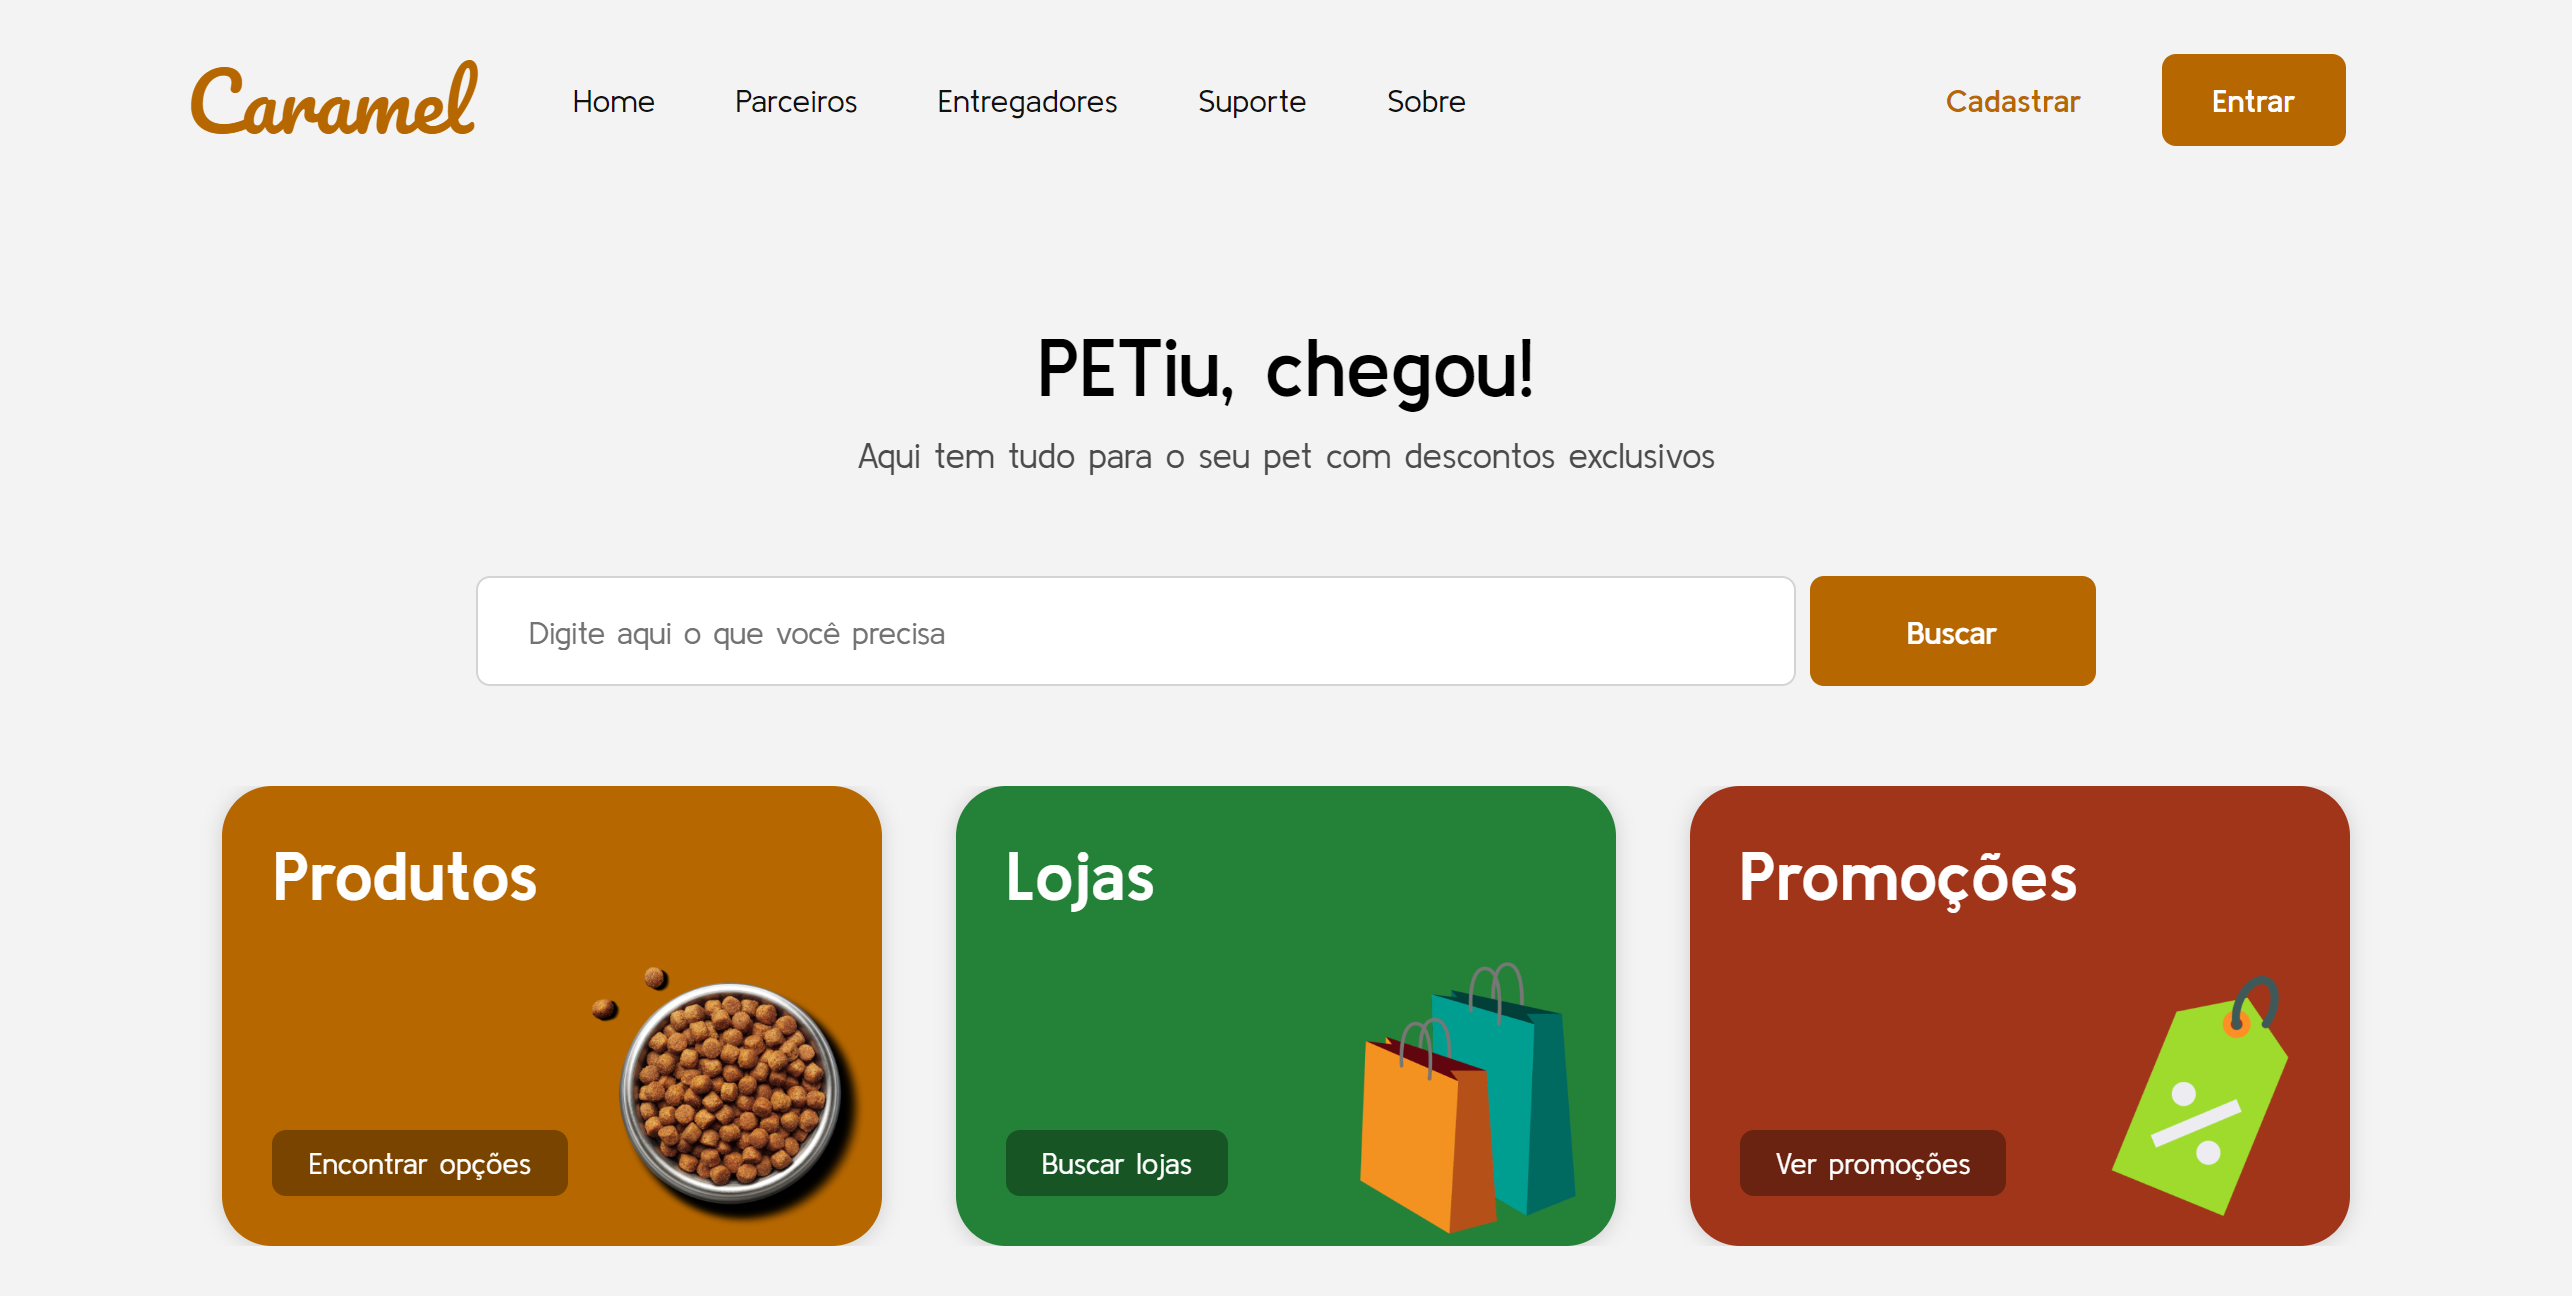 Caramel
Home Parceiros Entregadores Suporte Sobre Cadastrar Entrar
PETiu, chegou!
Aqui tem tudo para o seu pet com descontos exclusivos
Digite aqui o que você precisa Buscar
Produtos
Encontrar opções
Lojas
Buscar lojas
Promoções
Ver promoções